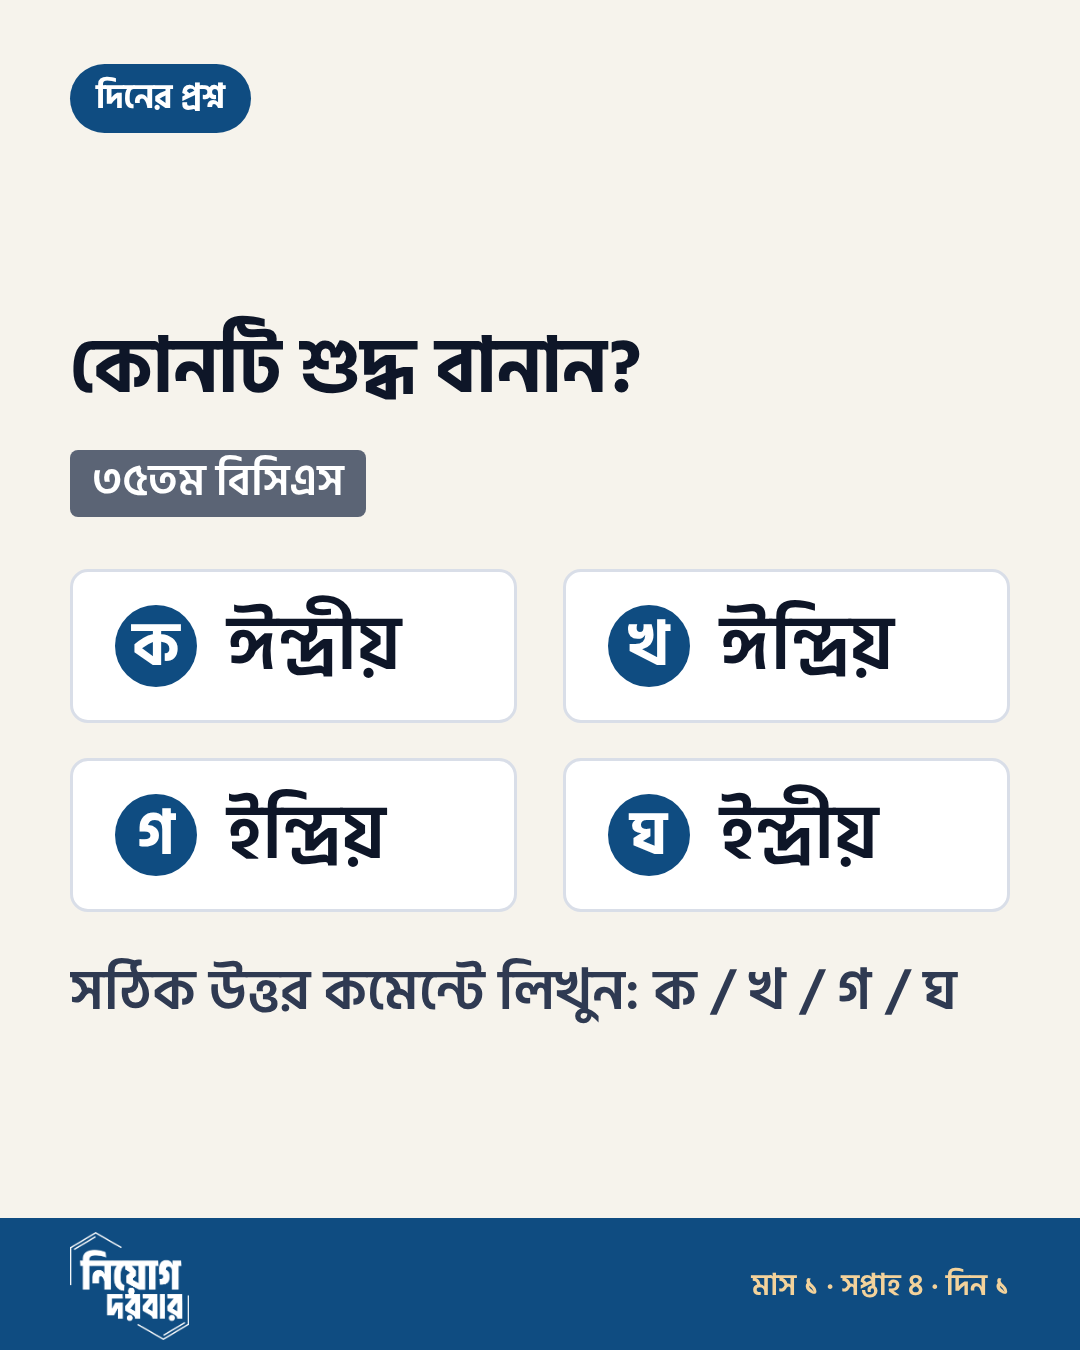 দিনের প্রশ্ন
কোনটি শুদ্ধ বানান?
৩৫তম বিসিএস
ক ঈন্দ্রীয়
খ ঈন্দ্রিয়
গ ইন্দ্রিয়
ঘ ইন্দ্রীয়
সঠিক উত্তর কমেন্টে লিখুন: ক / খ / গ / ঘ
নিয়োগ
দরবার
মাস ১ · সপ্তাহ ৪ · দিন ১